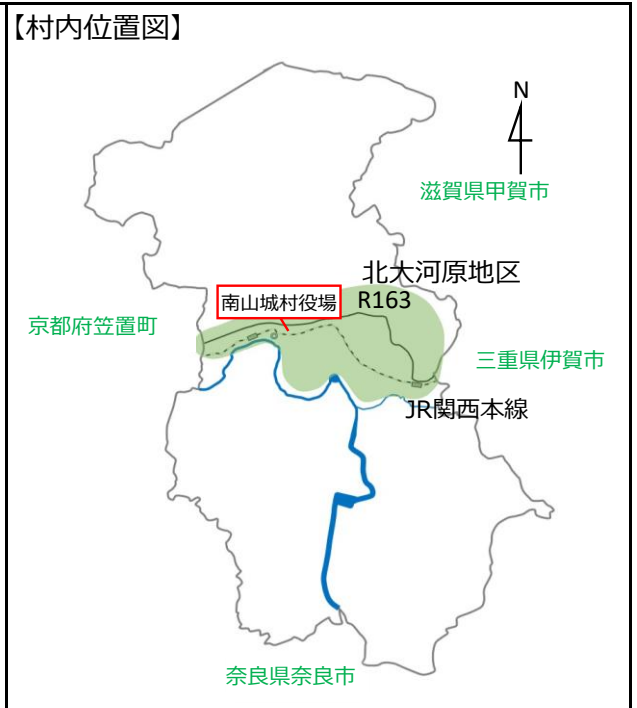 【村内位置図】
N
滋賀県甲賀市
北大河原地区
南山城村役場
R163
京都府笠置町
三重県伊賀市
JR関西本線
奈良県奈良市